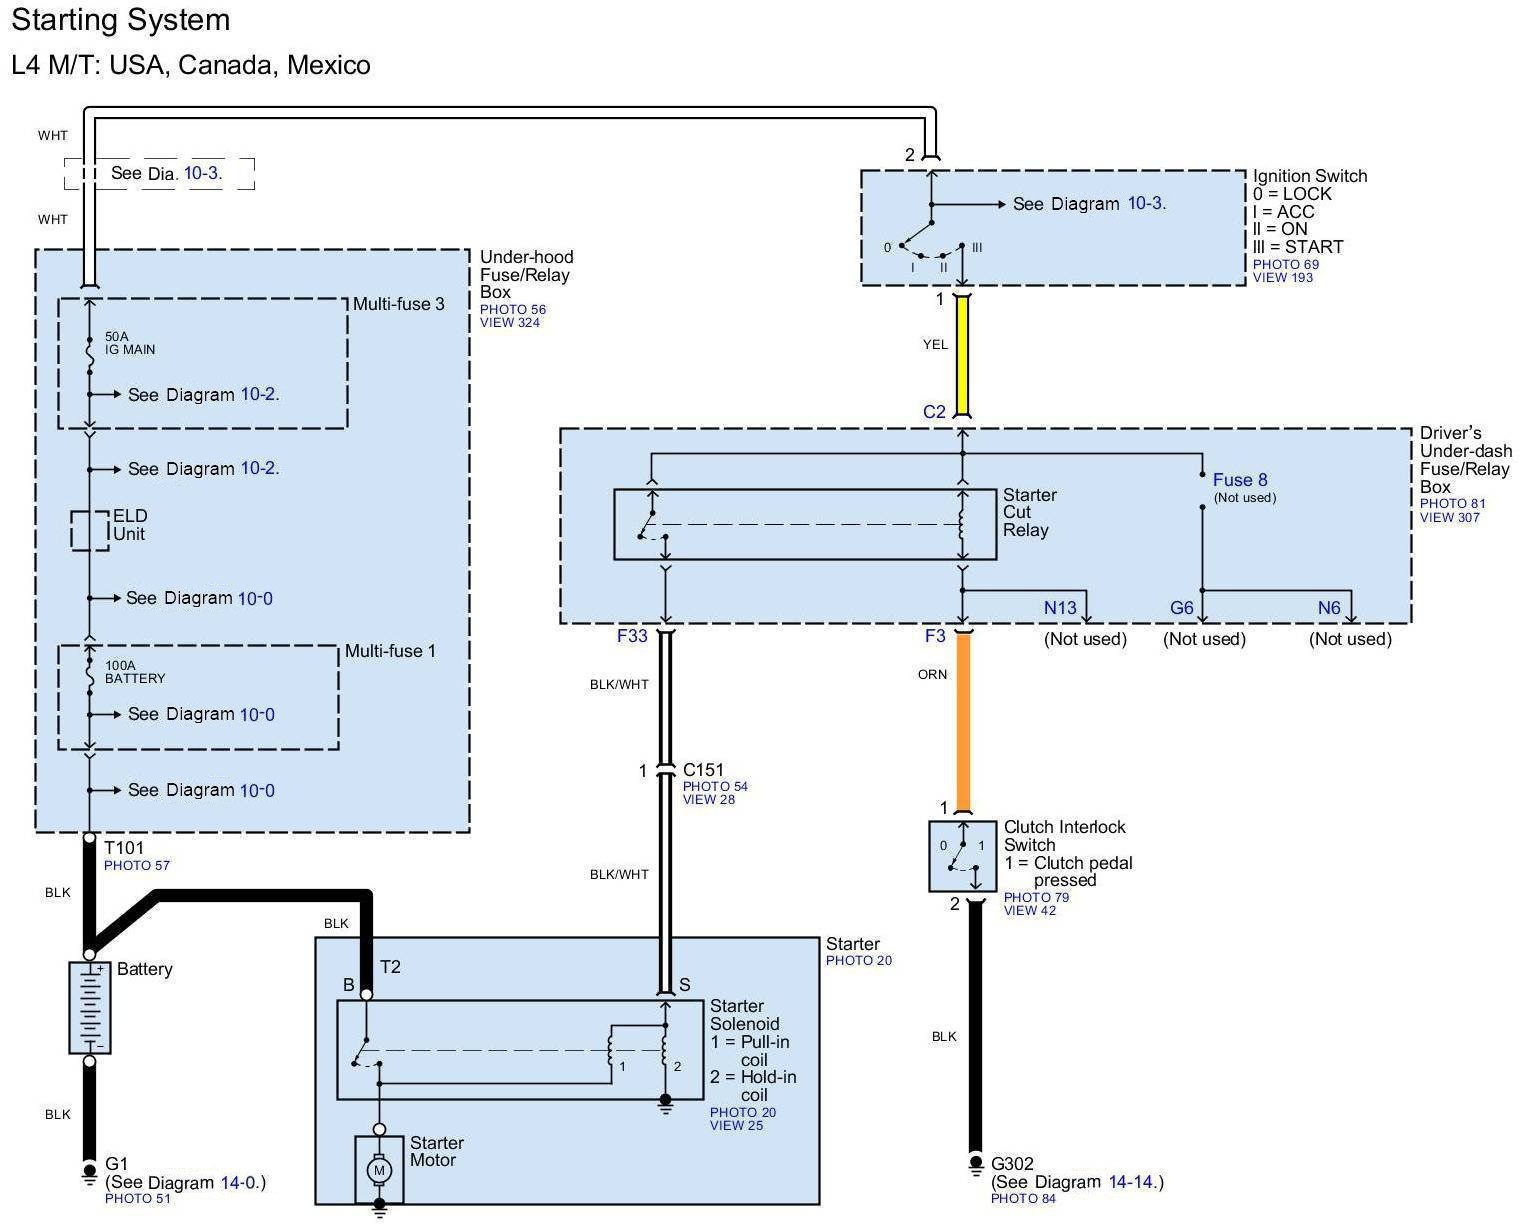 Starting System
L4 M/T: USA, Canada, Mexico
WHT
See Dia. 10-3.
WHT
2
Ignition Switch
0 = LOCK
I = ACC
II = ON
III = START
PHOTO 69
VIEW 193
See Diagram 10-3.
0
I
II
III
1
YEL
C2
Under-hood
Fuse/Relay
Box
PHOTO 56
VIEW 324
Multi-fuse 3
50A
IG MAIN
See Diagram 10-2.
See Diagram 10-2.
ELD
Unit
See Diagram 10-0
Multi-fuse 1
100A
BATTERY
See Diagram 10-0
See Diagram 10-0
T101
PHOTO 57
Driver's
Under-dash
Fuse/Relay
Box
PHOTO 81
VIEW 307
Fuse 8
(Not used)
Starter
Cut
Relay
N13
G6
N6
F33
F3
(Not used)
(Not used)
(Not used)
BLK/WHT
ORN
1
C151
PHOTO 54
VIEW 28
BLK/WHT
1
Clutch Interlock
Switch
1 = Clutch pedal
pressed
PHOTO 79
VIEW 42
0
1
2
BLK
BLK
BLK
Battery
+
−
BLK
G1
(See Diagram 14-0.)
PHOTO 51
Starter
PHOTO 20
T2
B
S
Starter
Solenoid
1 = Pull-in
coil
2 = Hold-in
coil
PHOTO 20
VIEW 25
1
2
Starter
Motor
M
G302
(See Diagram 14-14.)
PHOTO 84